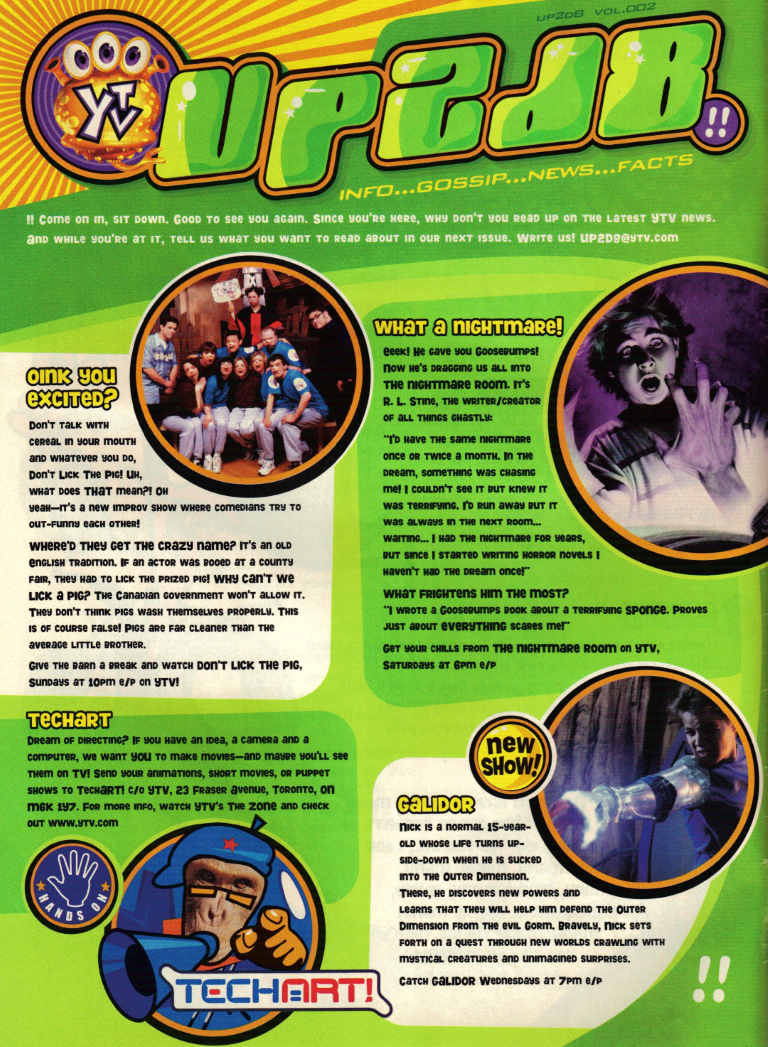 UP2D8 VOL.002
YTV
UP2D8!!
INFO...GOSSIP...NEWS...FACTS
!! Come on in, sit down. Good to see you again. Since you're here, why don't you read up on the latest YTV news.
And while you're at it, tell us what you want to read about in our next issue. Write us! UP2D8@ytv.com
OINK YOU
EXCITED?
Don't talk with
cereal in your mouth
and whatever you do,
Don't Lick The Pig! Uh,
what does THAT mean?! Oh
yeah—it's a new improv show where comedians try to
out-funny each other!
WHERE'D THEY GET THE CRAZY NAME? It's an old
English tradition. If an actor was booed at a county
fair, they had to lick the prized pig! WHY CAN'T WE
LICK A PIG? The Canadian government won't allow it.
They don't think pigs wash themselves properly. This
is of course false! Pigs are far cleaner than the
average little brother.
Give the barn a break and watch DON'T LICK THE PIG,
Sundays at 10pm e/p on YTV!
WHAT A NIGHTMARE!
Eeek! He gave you Goosebumps!
Now he's dragging us all into
THE NIGHTMARE ROOM. It's
R. L. Stine, the writer/creator
of all things ghastly:
"I'd have the same nightmare
once or twice a month. In the
dream, something was chasing
me! I couldn't see it but knew it
was terrifying. I'd run away but it
was always in the next room...
waiting... I had the nightmare for years,
but since I started writing horror novels I
haven't had the dream once!"
WHAT FRIGHTENS HIM THE MOST?
"I wrote a Goosebumps book about a terrifying SPONGE. Proves
just about EVERYTHING scares me!"
Get your chills from THE NIGHTMARE ROOM on YTV,
Saturdays at 6pm e/p
TECHART
Dream of directing? If you have an idea, a camera and a
computer, we want YOU to make movies—and maybe you'll see
them on TV! Send your animations, short movies, or puppet
shows to TechArt! c/o YTV, 23 Fraser Avenue, Toronto, ON
M6K 1Y7. For more info, watch YTV's The Zone and check
out www.ytv.com
HANDS ON
TECHART!
new
SHOW!
GALIDOR
Nick is a normal 15-year-
old whose life turns up-
side-down when he is sucked
into the Outer Dimension.
There, he discovers new powers and
learns that they will help him defend the Outer
Dimension from the evil Gorm. Bravely, Nick sets
forth on a quest through new worlds crawling with
mystical creatures and unimagined surprises.
Catch GALIDOR Wednesdays at 7pm e/p
!!